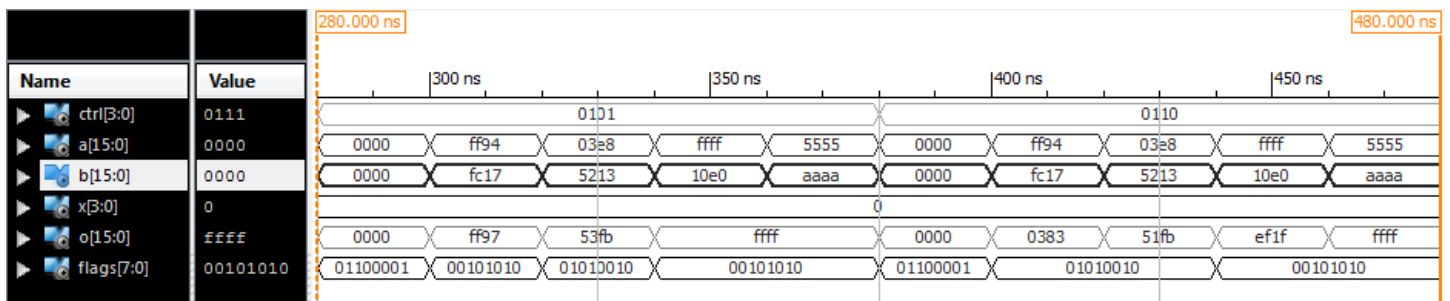 280.000 ns 480.000 ns
Name Value 300 ns 350 ns 400 ns 450 ns
ctrl[3:0] 0111 0101 0110
a[15:0] 0000 0000 ff94 03e8 ffff 5555 0000 ff94 03e8 ffff 5555
b[15:0] 0000 0000 fc17 5213 10e0 aaaa 0000 fc17 5213 10e0 aaaa
x[3:0] 0 0
o[15:0] ffff 0000 ff97 53fb ffff 0000 0383 51fb ef1f ffff
flags[7:0] 00101010 01100001 00101010 01010010 00101010 01100001 01010010 00101010